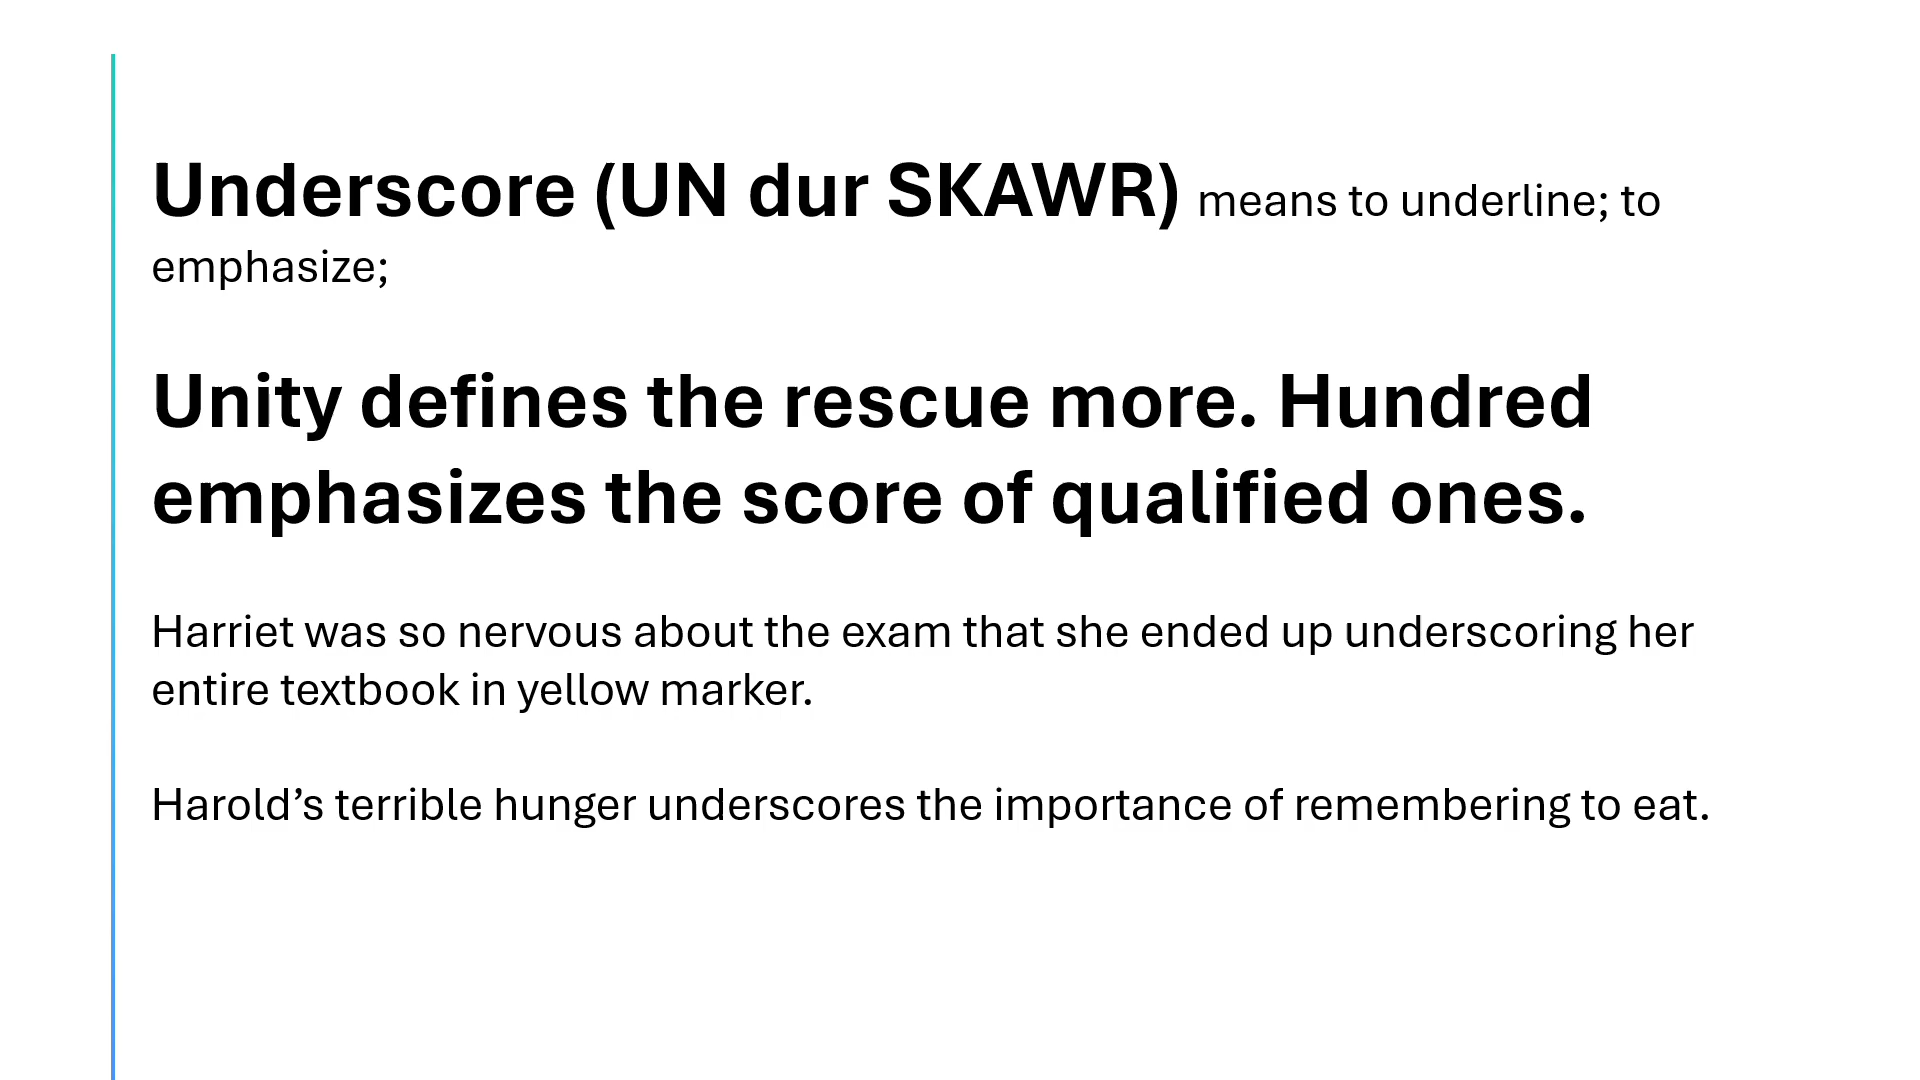 Underscore (UN dur SKAWR) means to underline; to
emphasize;
Unity defines the rescue more. Hundred
emphasizes the score of qualified ones.
Harriet was so nervous about the exam that she ended up underscoring her
entire textbook in yellow marker.
Harold’s terrible hunger underscores the importance of remembering to eat.